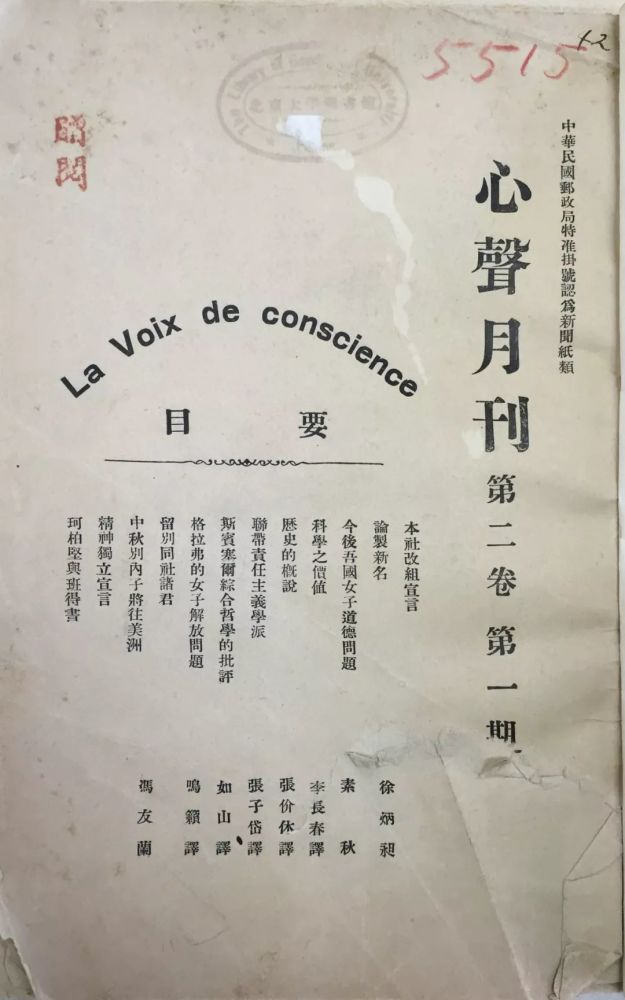 5515
42
The Library of
中華民國郵政局特准掛號認爲新聞紙類
心聲月刊 第二卷 第一期
La Voix de conscience
要目
本社改組宣言
論製新名 徐炳昶
今後吾國女子道德問題 素秋
科學之價値 李長春譯
歷史的概說 張价休譯
聯帶責任主義學派 張子岱譯
斯賓塞爾綜合哲學的批評 如山譯
格拉弗的女子解放問題 鳴籟譯
留別同社諸君
中秋別內子將往美洲 馮友蘭
精神獨立宣言
珂柏堅與班得書